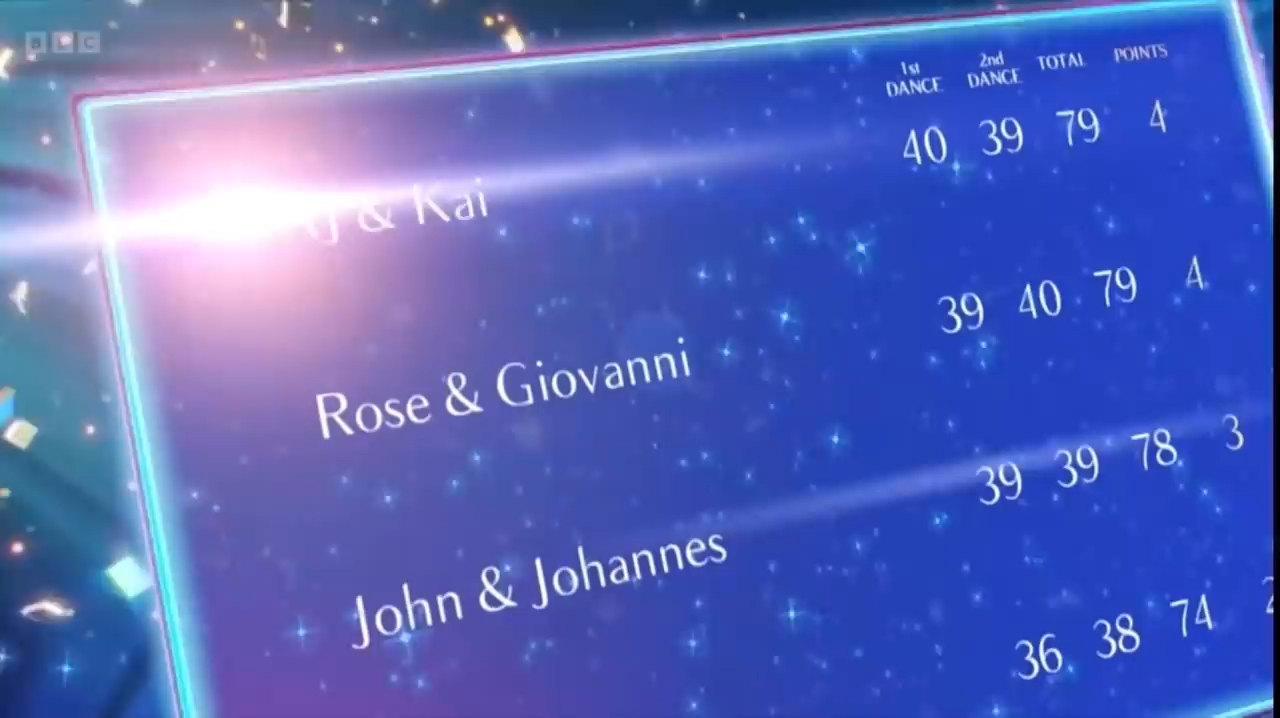 BBC
1st DANCE 2nd DANCE TOTAL POINTS
& Kai 40 39 79 4
Rose & Giovanni 39 40 79 4
John & Johannes 39 39 78 3
36 38 74